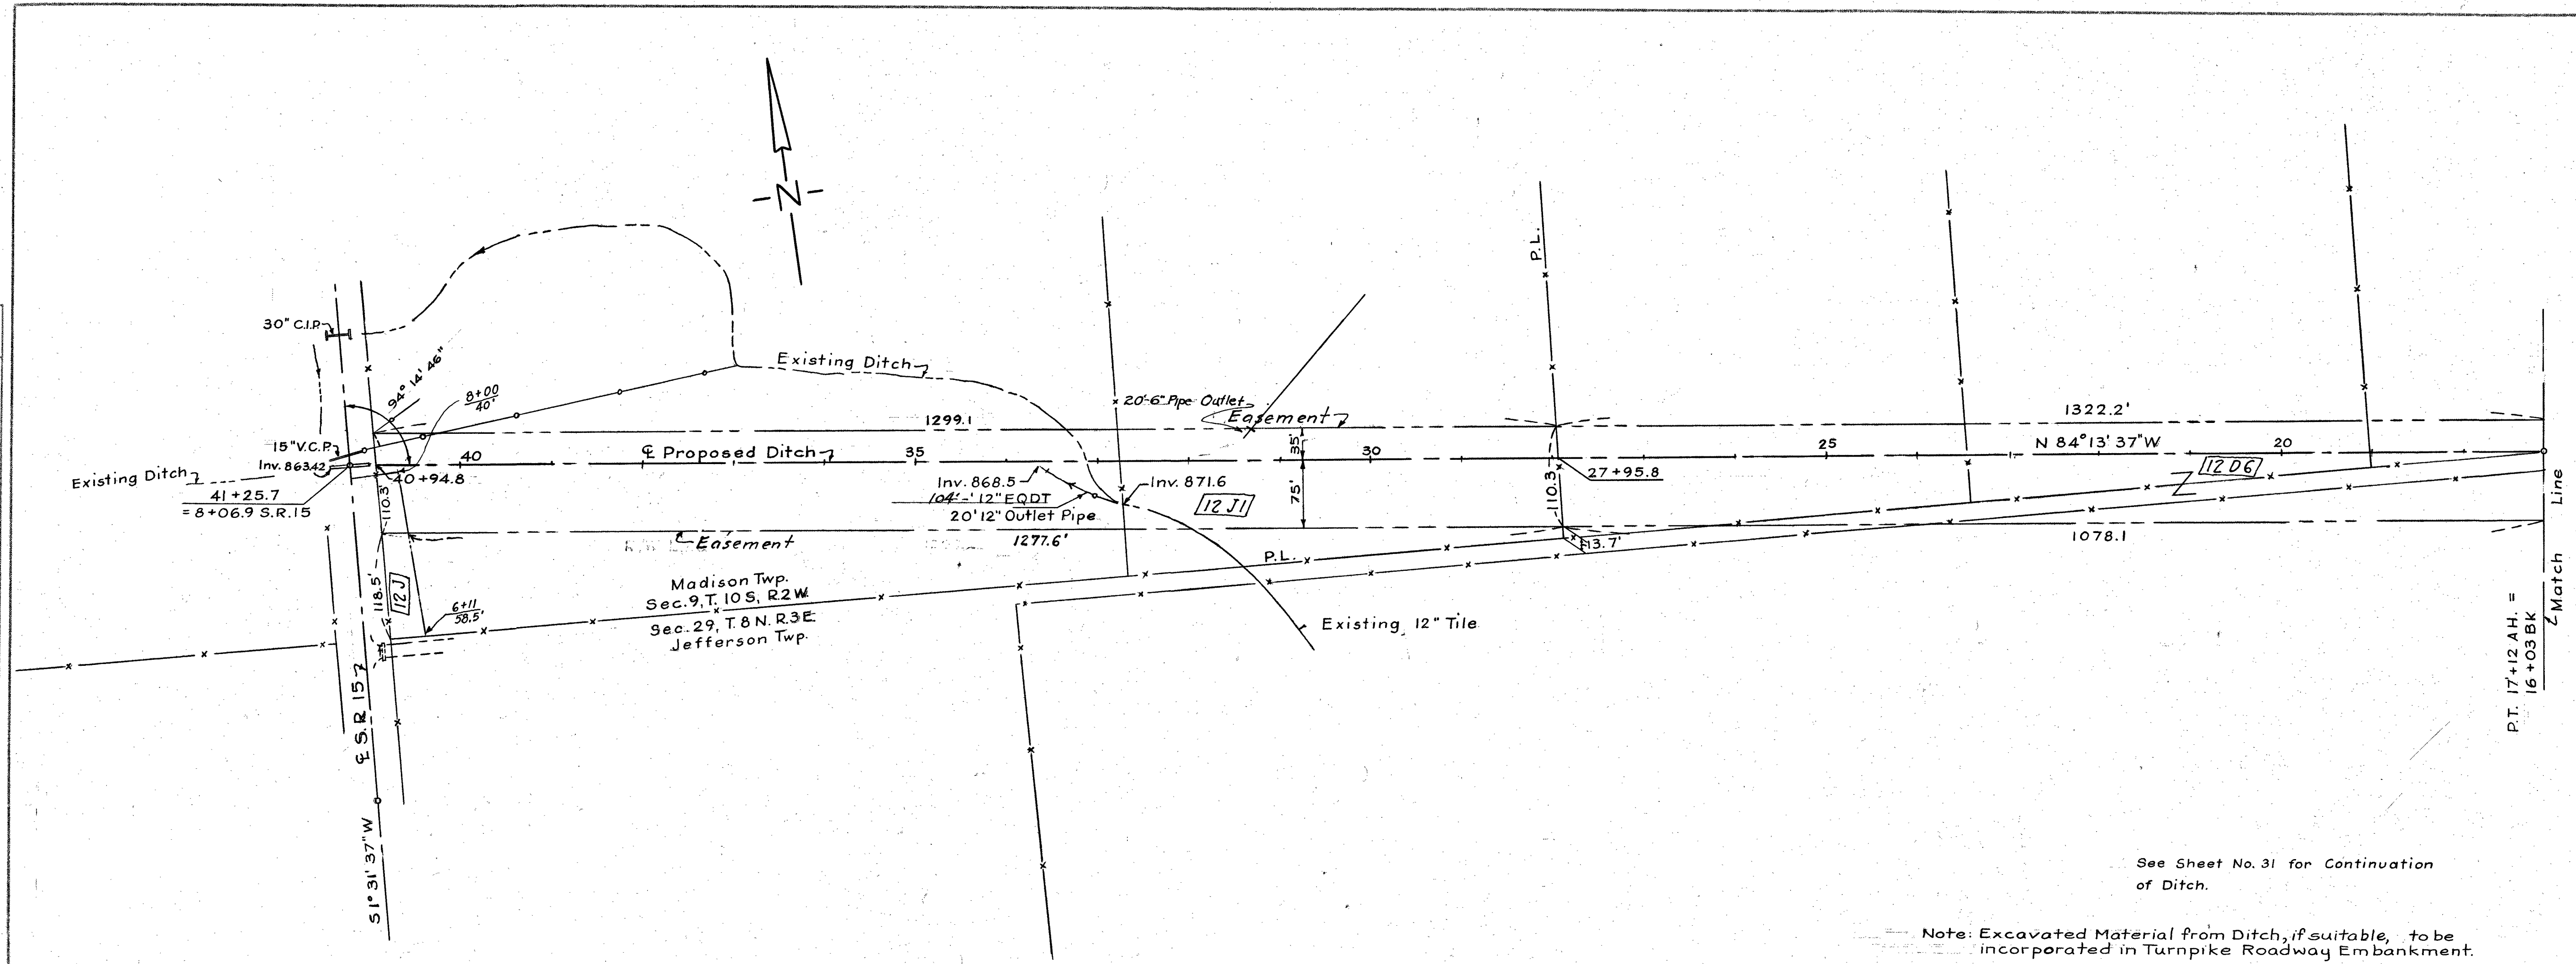 N
30" C.I.P.
94° 14' 46"
8+00
40'
Existing Ditch
20'-6" Pipe Outlet
Easement
1322.2'
1299.1
15" V.C.P.
Inv. 863.42
40
℄ Proposed Ditch
35
35'
30
P.L.
25
N 84° 13' 37" W
20
12 D6
Existing Ditch
41+25.7
= 8+06.9 S.R.15
40+94.8
110.3'
Inv. 868.5
104'-12" EQDT
20' 12" Outlet Pipe
Inv. 871.6
12 J1
75'
110.3'
27+95.8
Easement
1277.6'
P.L.
13.7'
1078.1
Madison Twp.
Sec. 9, T. 10 S, R. 2 W.
Sec. 29, T. 8 N. R. 3 E.
Jefferson Twp.
118.5'
12 J
6+11
58.5'
Existing 12" Tile
℄ S.R. 15
S 1° 31' 37" W
P.T. 17+12 AH. =
16+03 BK
Match Line
See Sheet No. 31 for Continuation
of Ditch.
Note: Excavated Material from Ditch, if suitable, to be
incorporated in Turnpike Roadway Embankment.